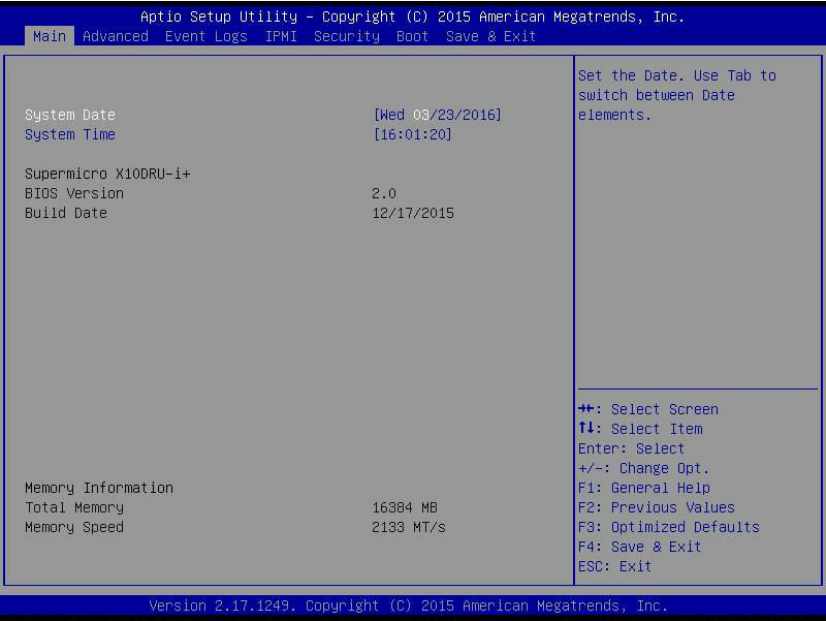 Aptio Setup Utility – Copyright (C) 2015 American Megatrends, Inc.
Main Advanced Event Logs IPMI Security Boot Save & Exit
Set the Date. Use Tab to
switch between Date
elements.
System Date [Wed 03/23/2016]
System Time [16:01:20]
Supermicro X10DRU-i+
BIOS Version 2.0
Build Date 12/17/2015
Memory Information
Total Memory 16384 MB
Memory Speed 2133 MT/s
→←: Select Screen
↑↓: Select Item
Enter: Select
+/-: Change Opt.
F1: General Help
F2: Previous Values
F3: Optimized Defaults
F4: Save & Exit
ESC: Exit
Version 2.17.1249. Copyright (C) 2015 American Megatrends, Inc.